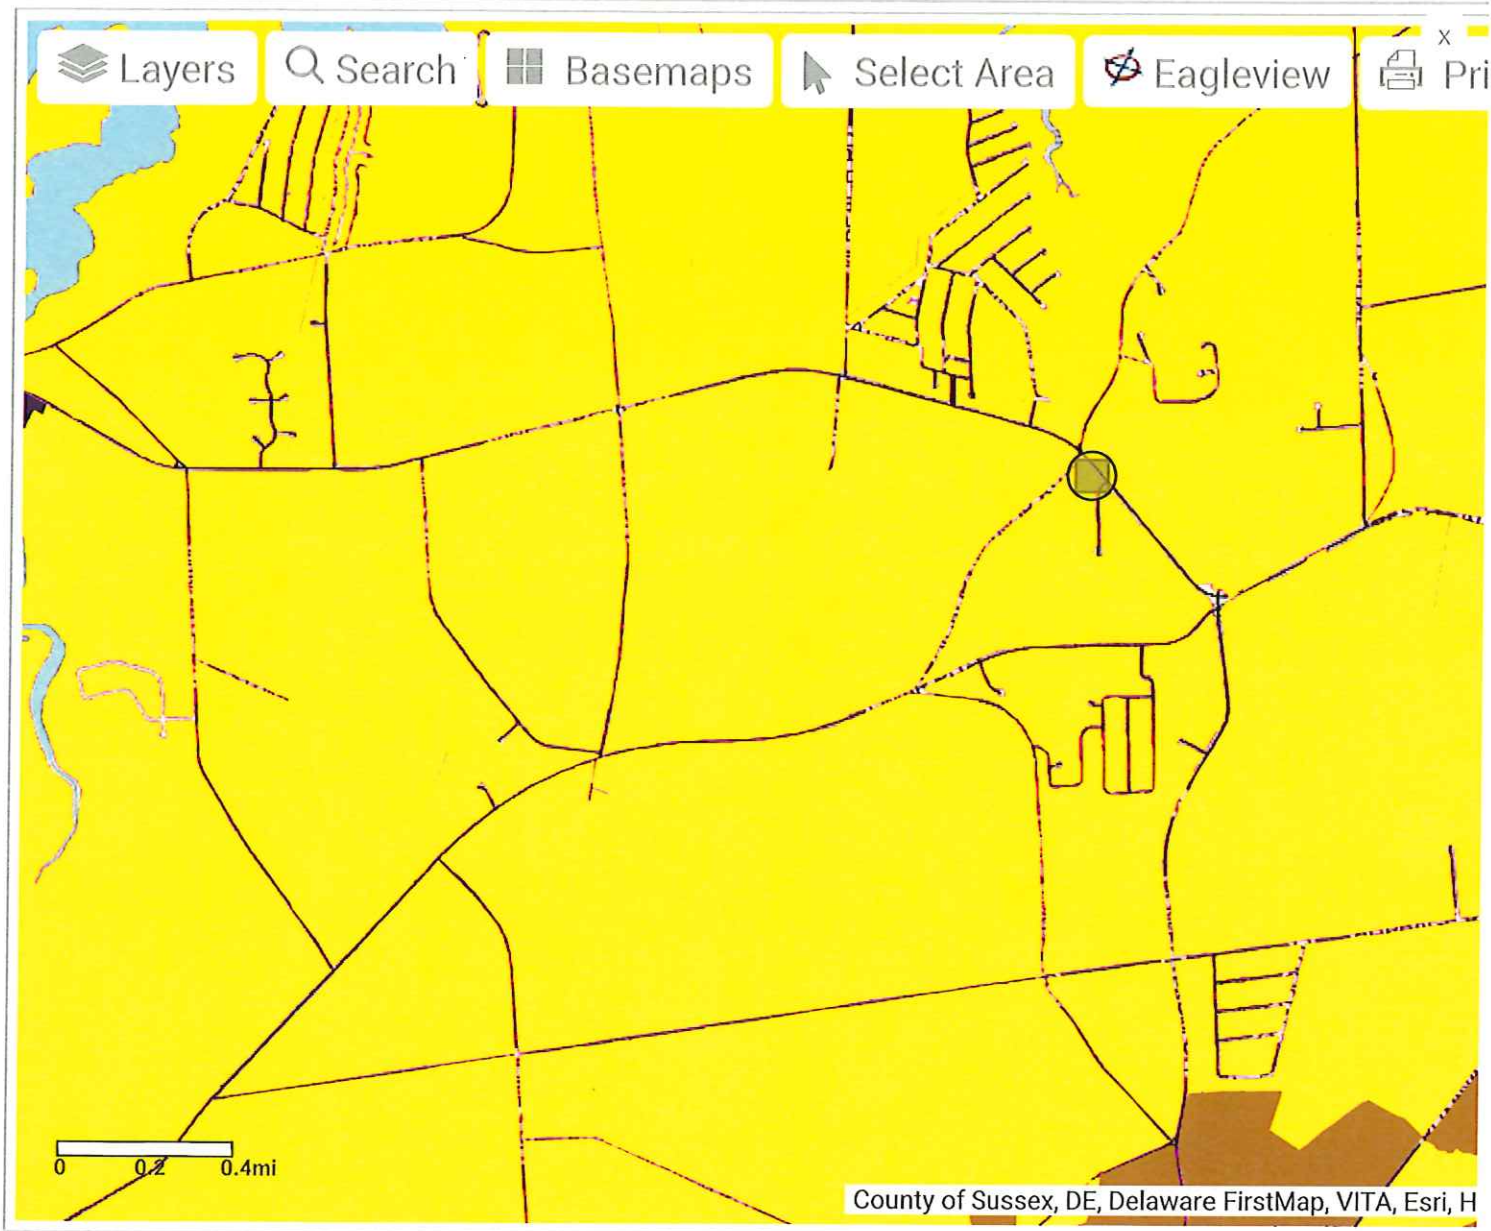 x
Layers Search Basemaps Select Area Eagleview Pri
0 0.2 0.4mi
County of Sussex, DE, Delaware FirstMap, VITA, Esri, H